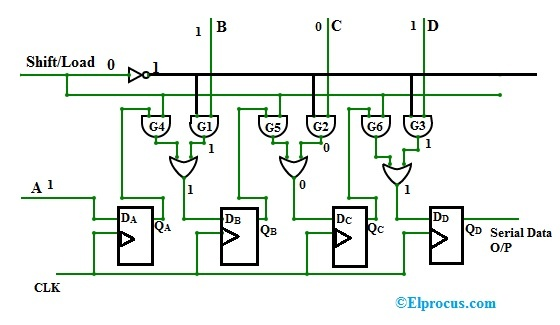 1 B 0 C 1 D
Shift/Load 0 1
G4 G1 G5 G2 G6 G3
1 0 1
A 1 1 0 1
DA QA DB QB DC QC DD QD Serial Data
O/P
CLK
©Elprocus.com